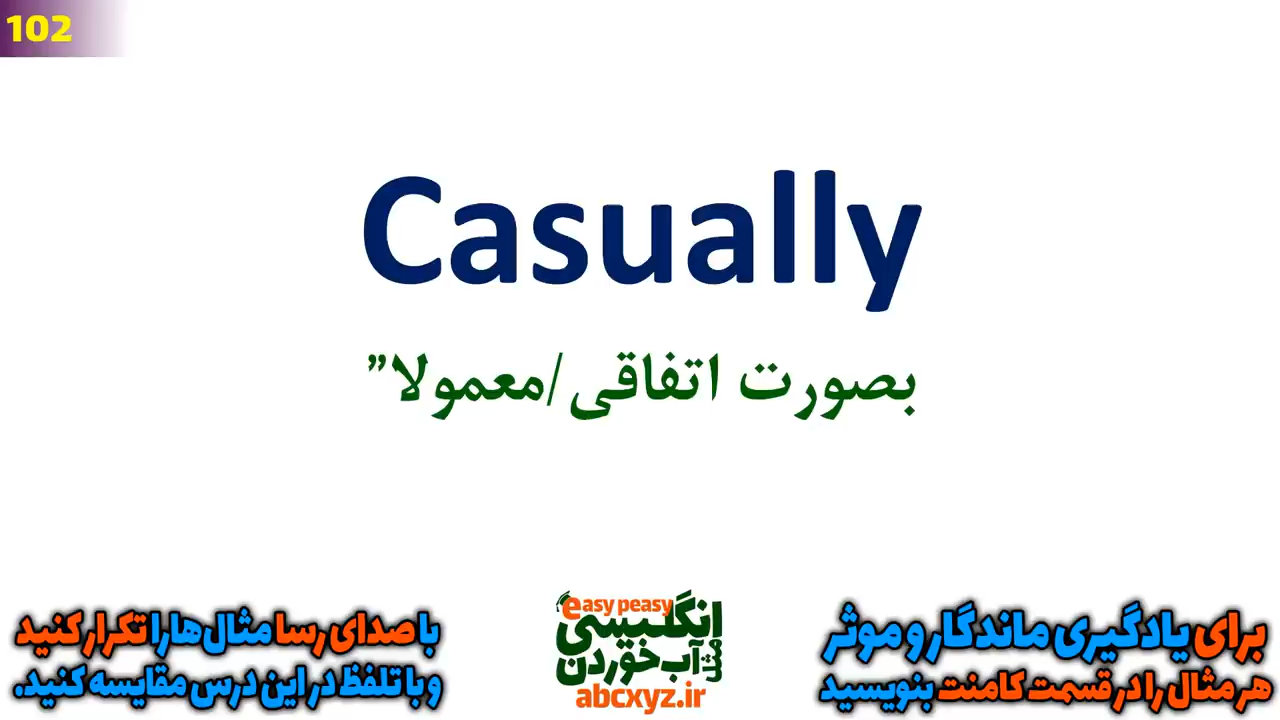 102
Casually
بصورت اتفاقی/معمولا”
برای یادگیری ماندگار و موثر
هر مثال را در قسمت کامنت بنویسید
easy peasy
انگلیسی
مثل آب خوردن
abcxyz.ir
با صدای رسا مثال‌ها را تکرار کنید
و با تلفظ در این درس مقایسه کنید.